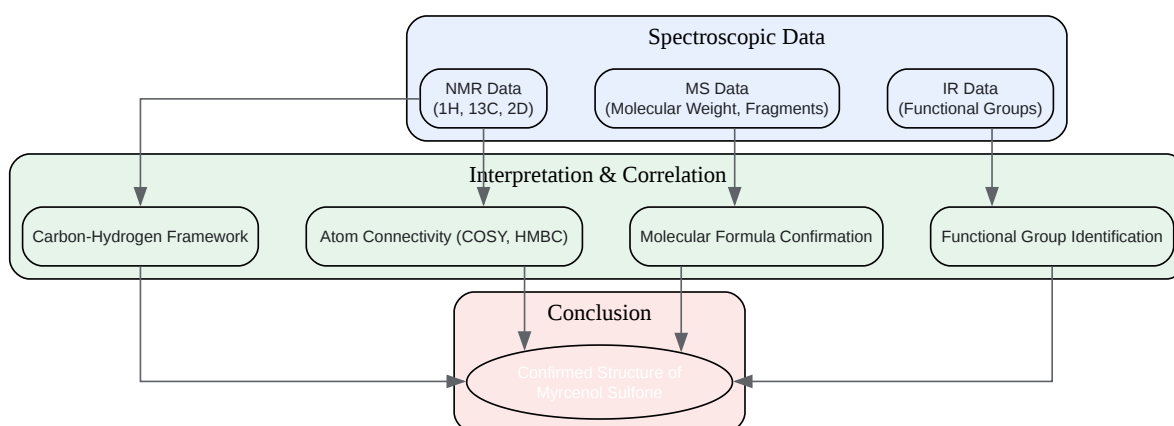 Spectroscopic Data
NMR Data
(1H, 13C, 2D)
MS Data
(Molecular Weight, Fragments)
IR Data
(Functional Groups)
Interpretation & Correlation
Carbon-Hydrogen Framework
Atom Connectivity (COSY, HMBC)
Molecular Formula Confirmation
Functional Group Identification
Conclusion
Confirmed Structure of
Myrcenol Sulfone